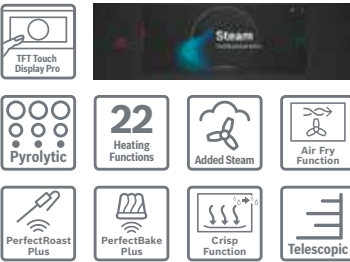 TFT Touch
Display Pro
Steam
Pyrolytic
22
Heating
Functions
Added Steam
Air Fry
Function
PerfectRoast
Plus
PerfectBake
Plus
Crisp
Function
Telescopic